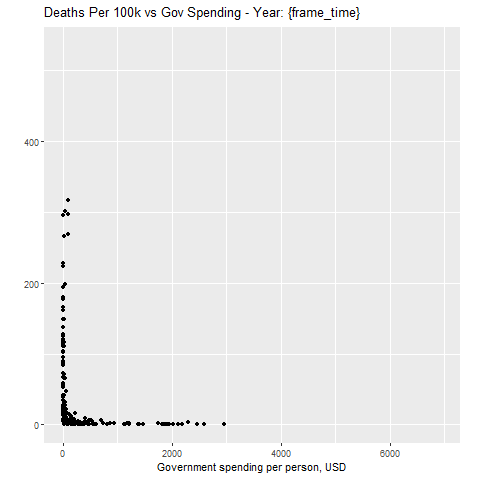 Deaths Per 100k vs Gov Spending - Year: {frame_time}
400
200
0
0 2000 4000 6000
Government spending per person, USD